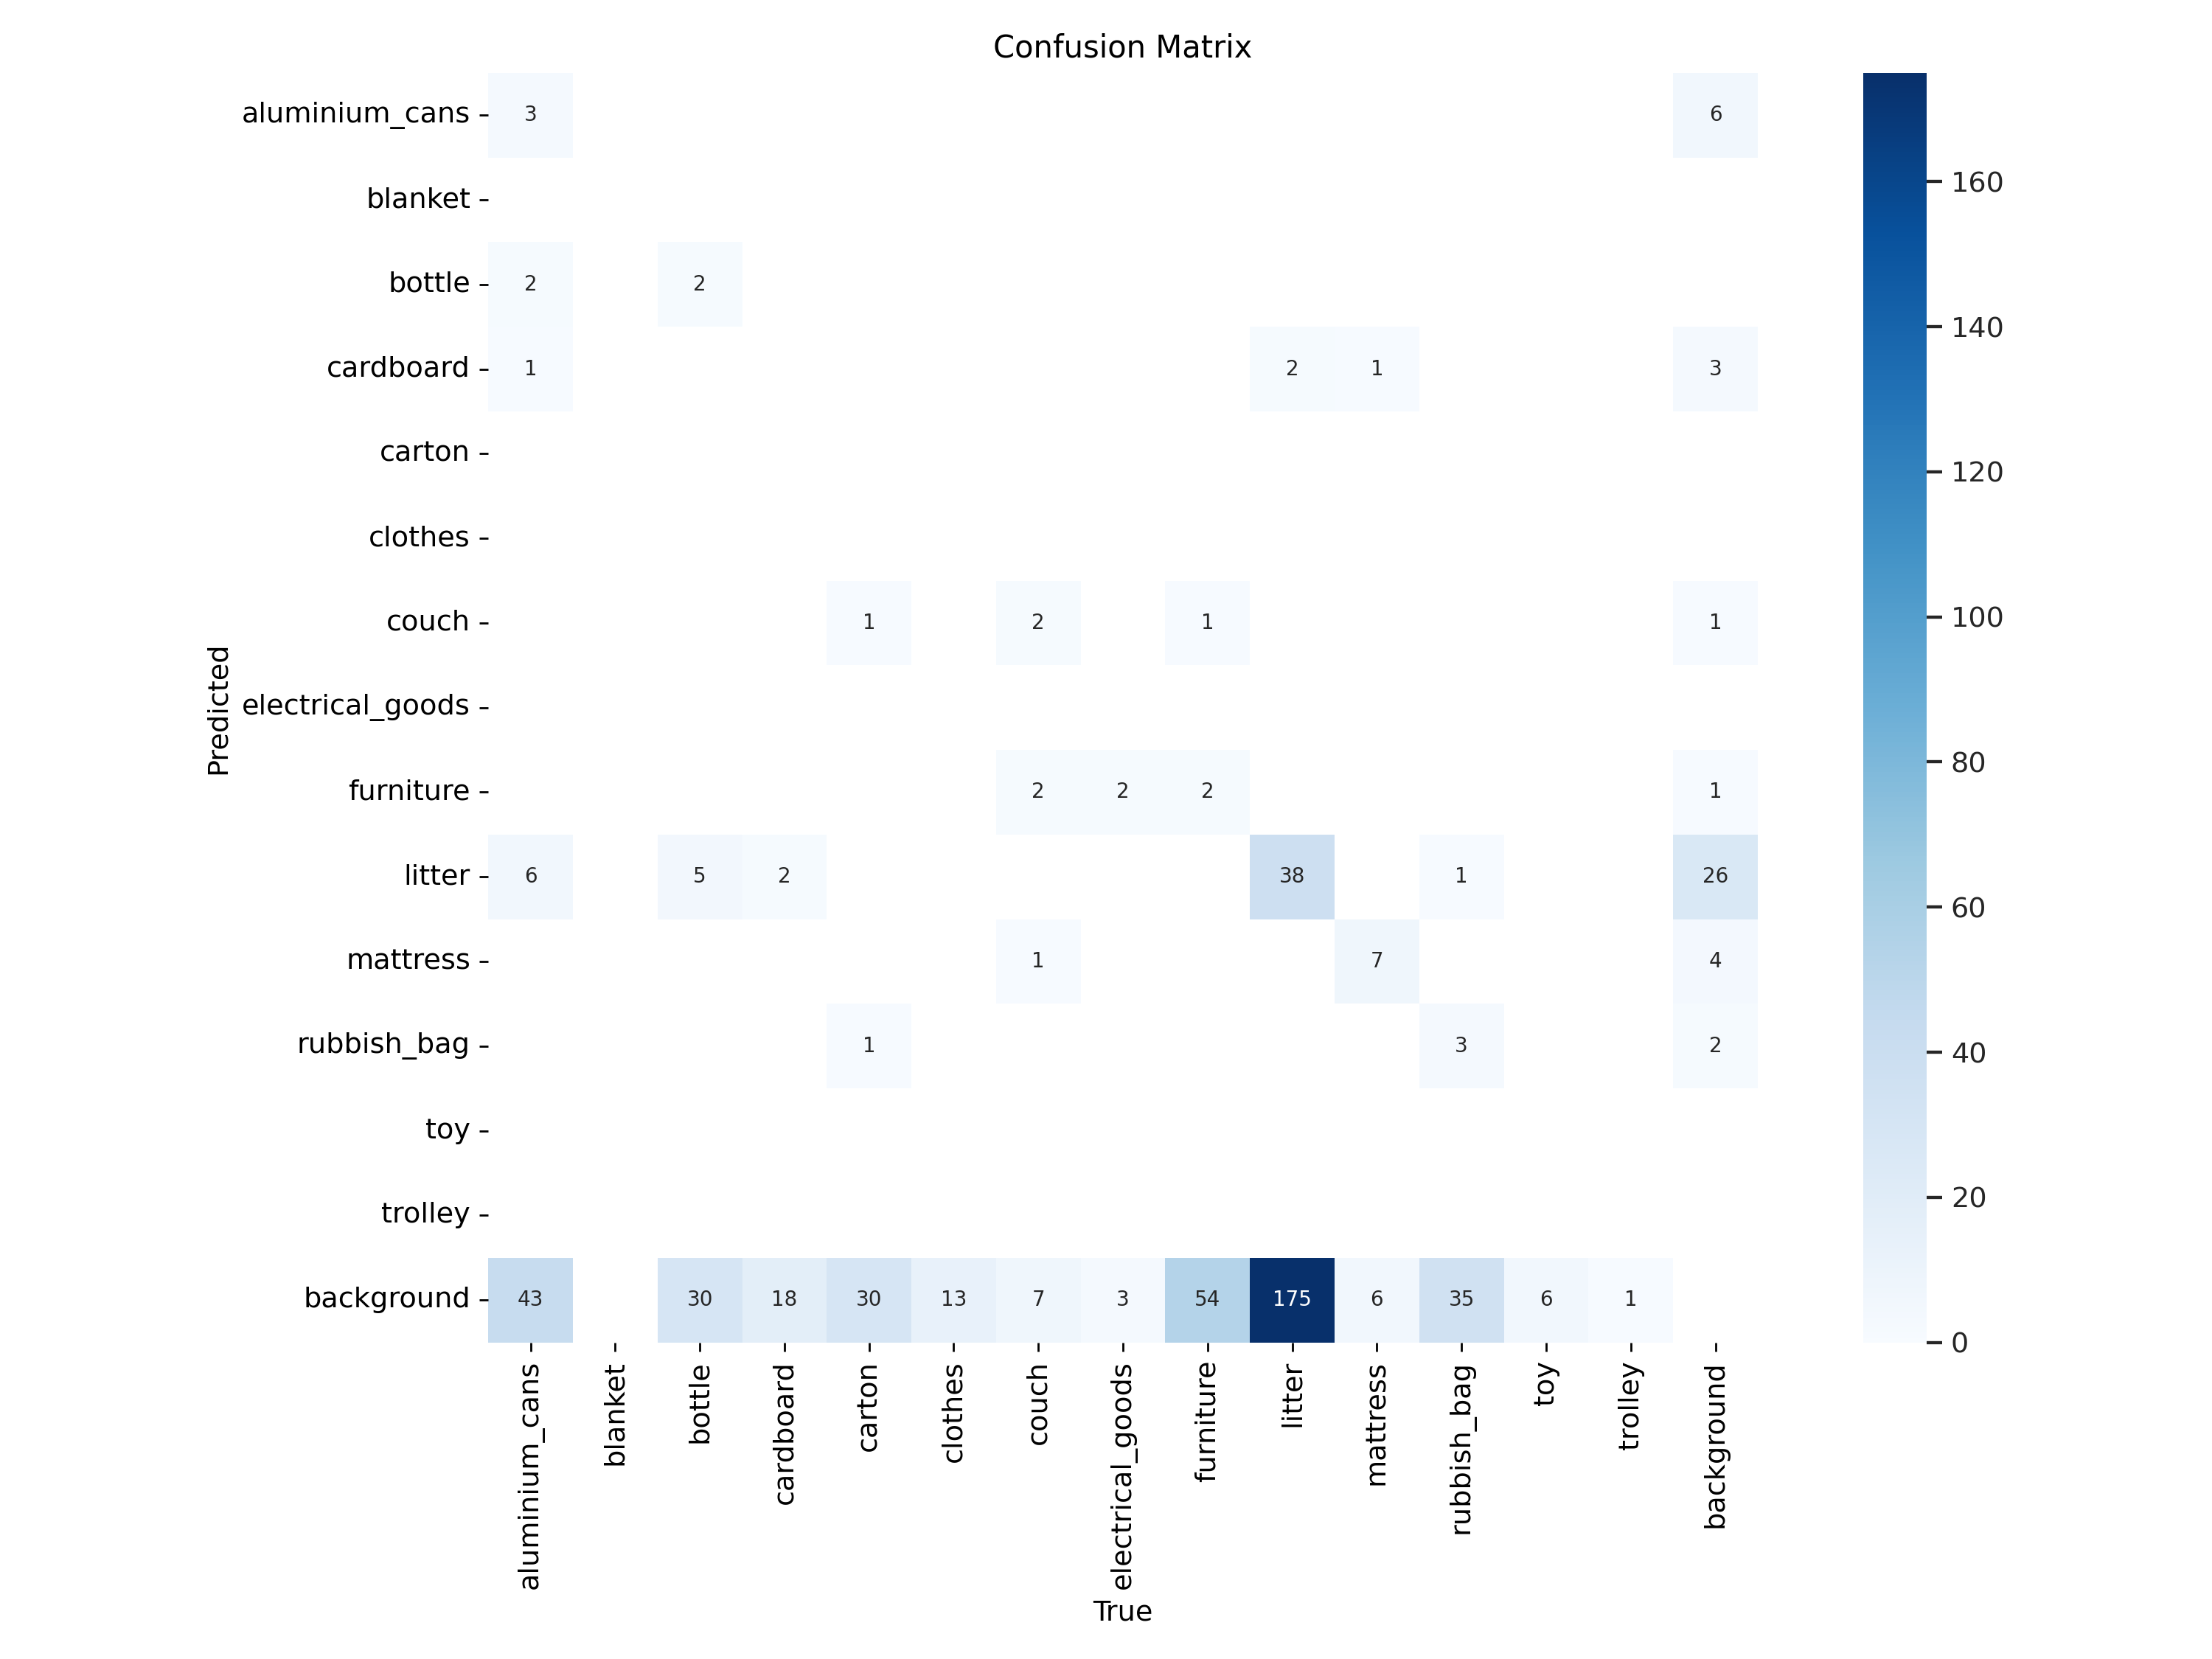 Confusion Matrix
aluminium_cans 3 6
160
blanket
bottle 2 2
140
cardboard 1 2 1 3
120
carton
clothes
100
couch 1 2 1 1
Predicted
electrical_goods
80
furniture 2 2 2 1
litter 6 5 2 38 1 26
60
mattress 1 7 4
rubbish_bag 1 3 2
40
toy
20
trolley
background 43 30 18 30 13 7 3 54 175 6 35 6 1
0
aluminium_cans
blanket
bottle
cardboard
carton
clothes
couch
electrical_goods
furniture
litter
mattress
rubbish_bag
toy
trolley
background
True